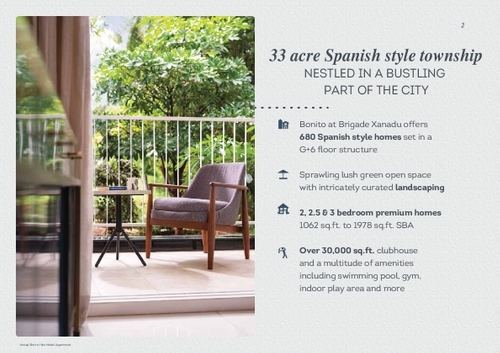 2
33 acre Spanish style township
NESTLED IN A BUSTLING
PART OF THE CITY
Bonito at Brigade Xanadu offers
680 Spanish style homes set in a
G+6 floor structure
Sprawling lush green open space
with intricately curated landscaping
2, 2.5 & 3 bedroom premium homes
1062 sq.ft. to 1978 sq.ft. SBA
Over 30,000 sq.ft. clubhouse
and a multitude of amenities
including swimming pool, gym,
indoor play area and more